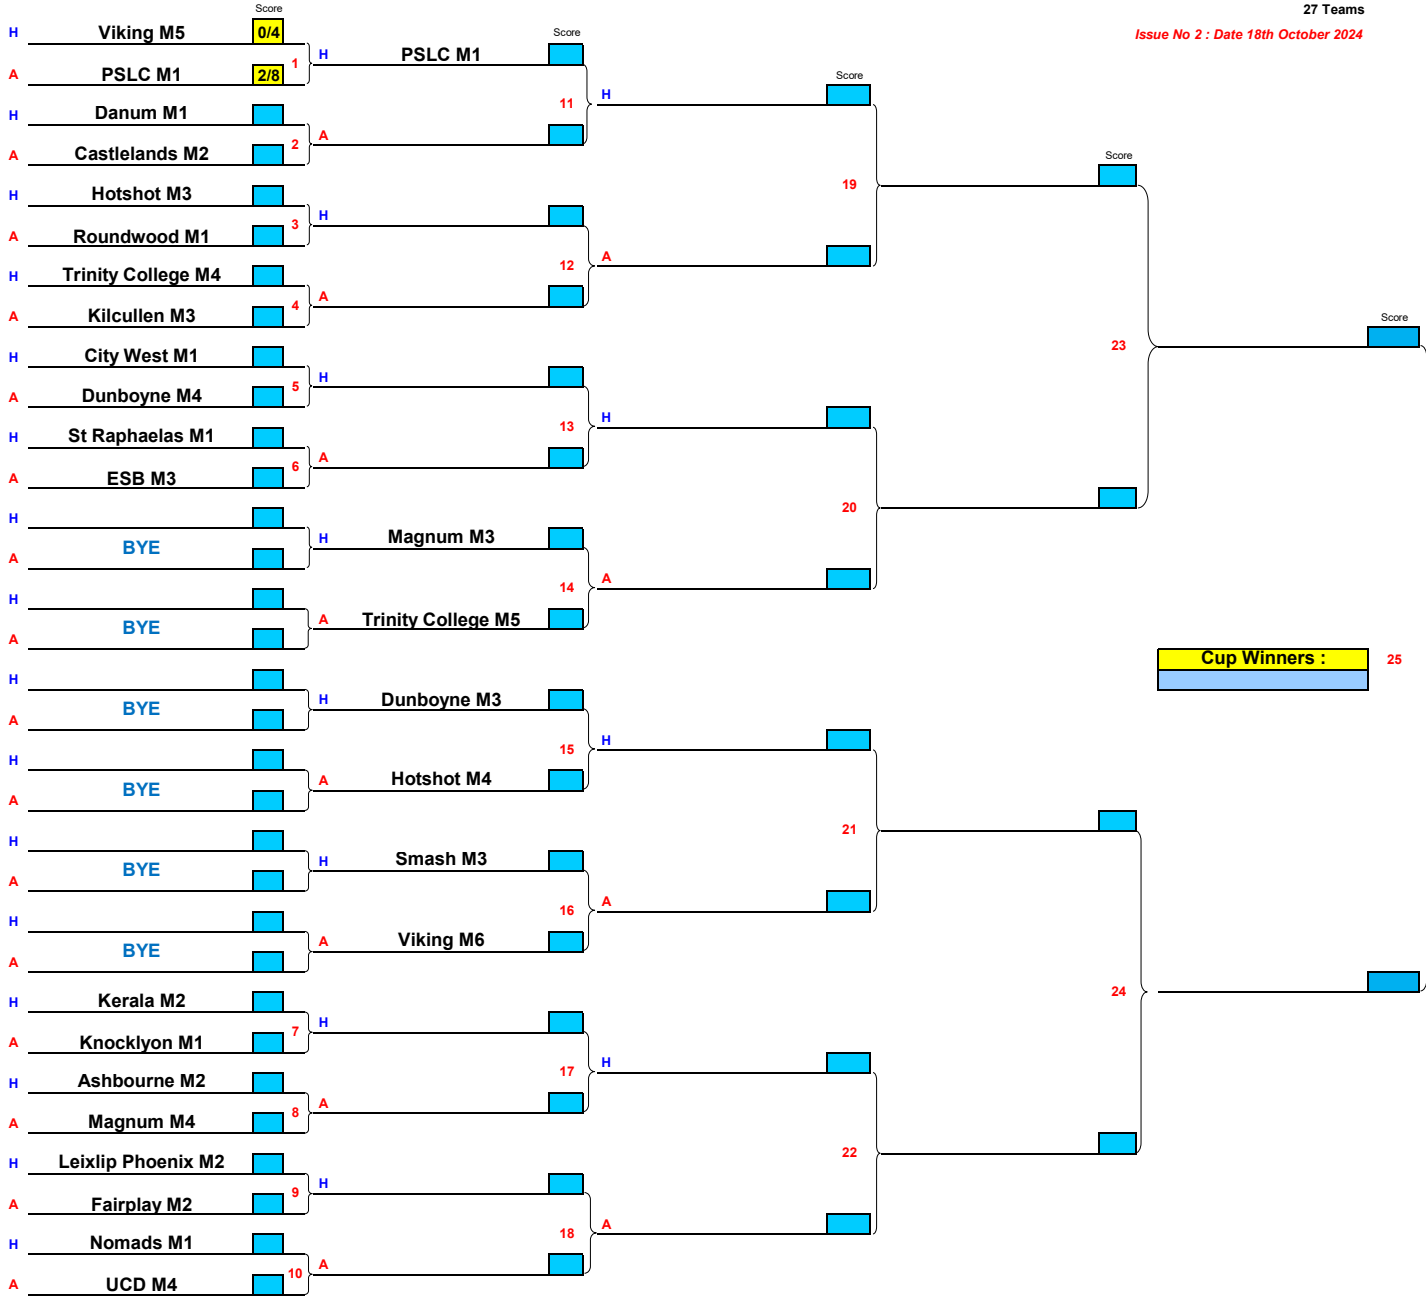 27 Teams
Issue No 2 : Date 18th October 2024
Score
H Viking M5 0/4
1
A PSLC M1 2/8
H Danum M1
2
A Castlelands M2
H Hotshot M3
3
A Roundwood M1
H Trinity College M4
4
A Kilcullen M3
H City West M1
5
A Dunboyne M4
H St Raphaelas M1
6
A ESB M3
H
BYE
A
H
BYE
A
H
BYE
A
H
BYE
A
H
BYE
A
H
BYE
A
H Kerala M2
7
A Knocklyon M1
H Ashbourne M2
8
A Magnum M4
H Leixlip Phoenix M2
9
A Fairplay M2
H Nomads M1
10
A UCD M4
Score
H PSLC M1
11
A
H
12
A
H
13
A
H Magnum M3
14
A Trinity College M5
H Dunboyne M3
15
A Hotshot M4
H Smash M3
16
A Viking M6
H
17
A
H
18
A
Score
H
19
A
H
20
A
H
21
A
H
22
A
Score
23
24
Score
Cup Winners :
25